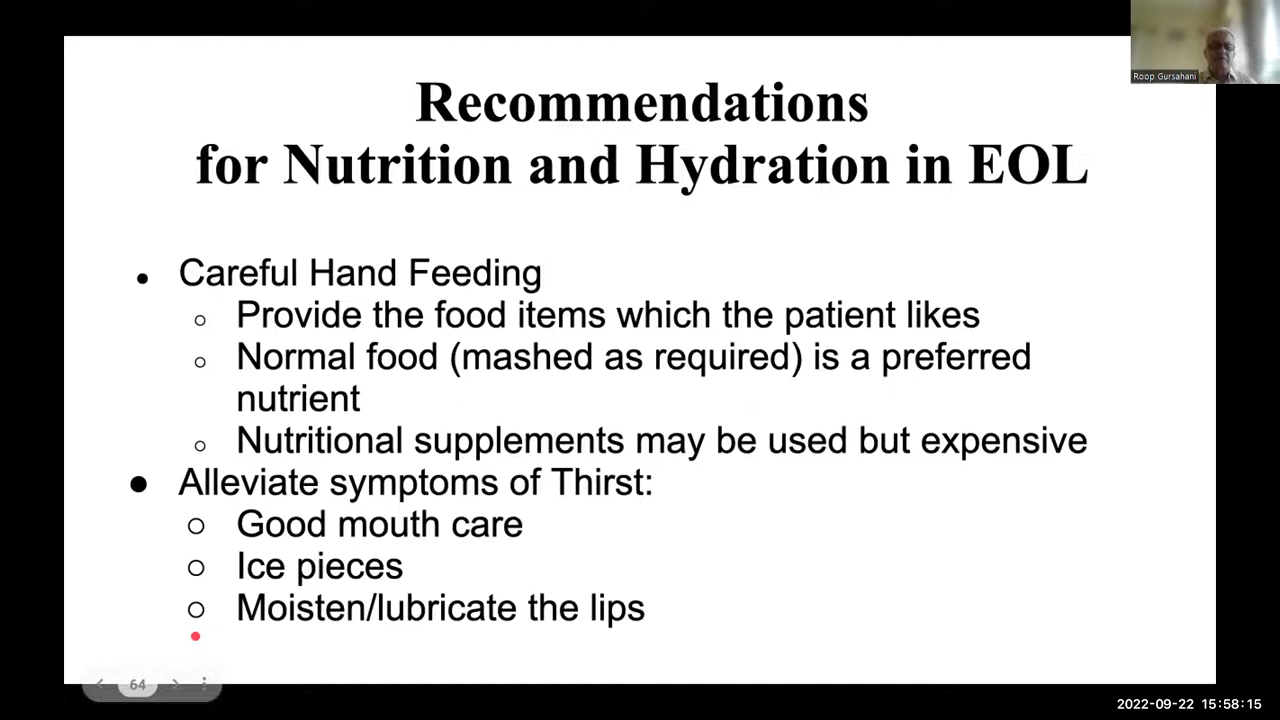 Roop Gursahani
Recommendations
for Nutrition and Hydration in EOL
● Careful Hand Feeding
○ Provide the food items which the patient likes
○ Normal food (mashed as required) is a preferred
nutrient
○ Nutritional supplements may be used but expensive
● Alleviate symptoms of Thirst:
○ Good mouth care
○ Ice pieces
○ Moisten/lubricate the lips
64
2022-09-22 15:58:15